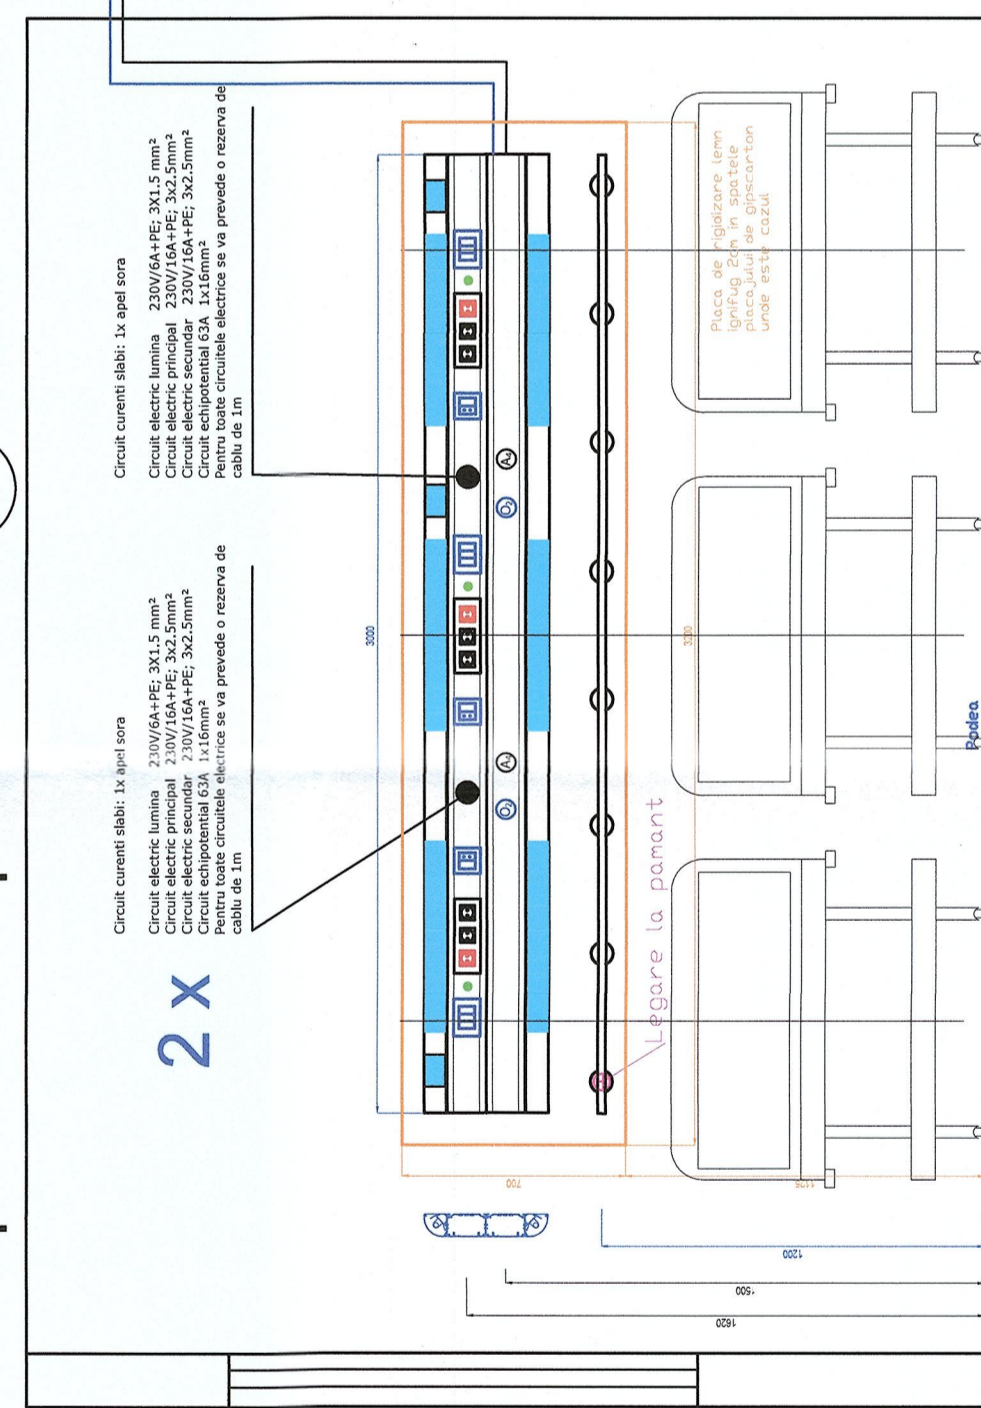 Circuit curenti slabi: 1x apel sora
Circuit electric lumina 230V/6A+PE; 3X1.5 mm²
Circuit electric principal 230V/16A+PE; 3x2.5mm²
Circuit electric secundar 230V/16A+PE; 3x2.5mm²
Circuit echipotential 63A 1x16mm²
Pentru toate circuitele electrice se va prevede o rezerva de
cablu de 1m
2 x
Circuit curenti slabi: 1x apel sora
Circuit electric lumina 230V/6A+PE; 3X1.5 mm²
Circuit electric principal 230V/16A+PE; 3x2.5mm²
Circuit electric secundar 230V/16A+PE; 3x2.5mm²
Circuit echipotential 63A 1x16mm²
Pentru toate circuitele electrice se va prevede o rezerva de
cablu de 1m
3000
O₂
O₂
3200
Legare la pamant
Placa de rigidizare lemn
ignifug 2cm in spatele
placajului de gipscarton
unde este cazul
Podea
700
1175
1200
1500
1620